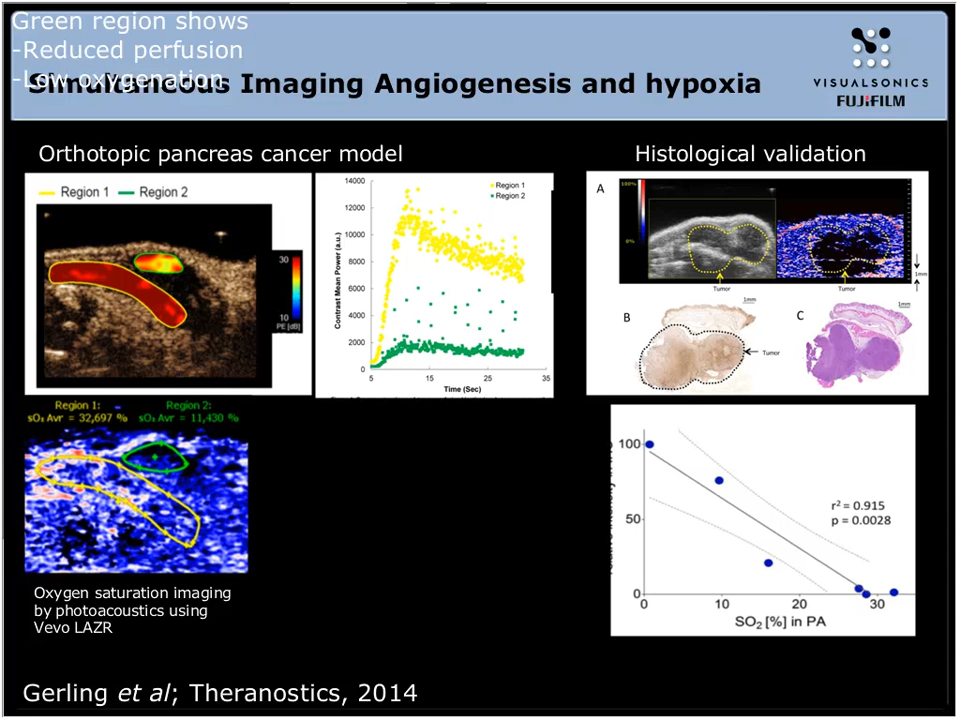 Green region shows
-Reduced perfusion
-Low oxygenation
Simultaneous Imaging Angiogenesis and hypoxia
VISUALSONICS
FUJIFILM
Orthotopic pancreas cancer model
Histological validation
Region 1 Region 2
30
10
PE [dB]
14000
12000
10000
8000
6000
4000
2000
0
Contrast Mean Power (a.u.)
Region 1
Region 2
5 15 25 35
Time (Sec)
A
100%
0%
1mm
Tumor Tumor
B
1mm
Tumor
C
1mm
Region 1: Region 2:
sO₂ Avr = 32,697 % sO₂ Avr = 11,430 %
Oxygen saturation imaging
by photoacoustics using
Vevo LAZR
100
50
0
r² = 0.915
p = 0.0028
0 10 20 30
SO₂ [%] in PA
Gerling et al; Theranostics, 2014